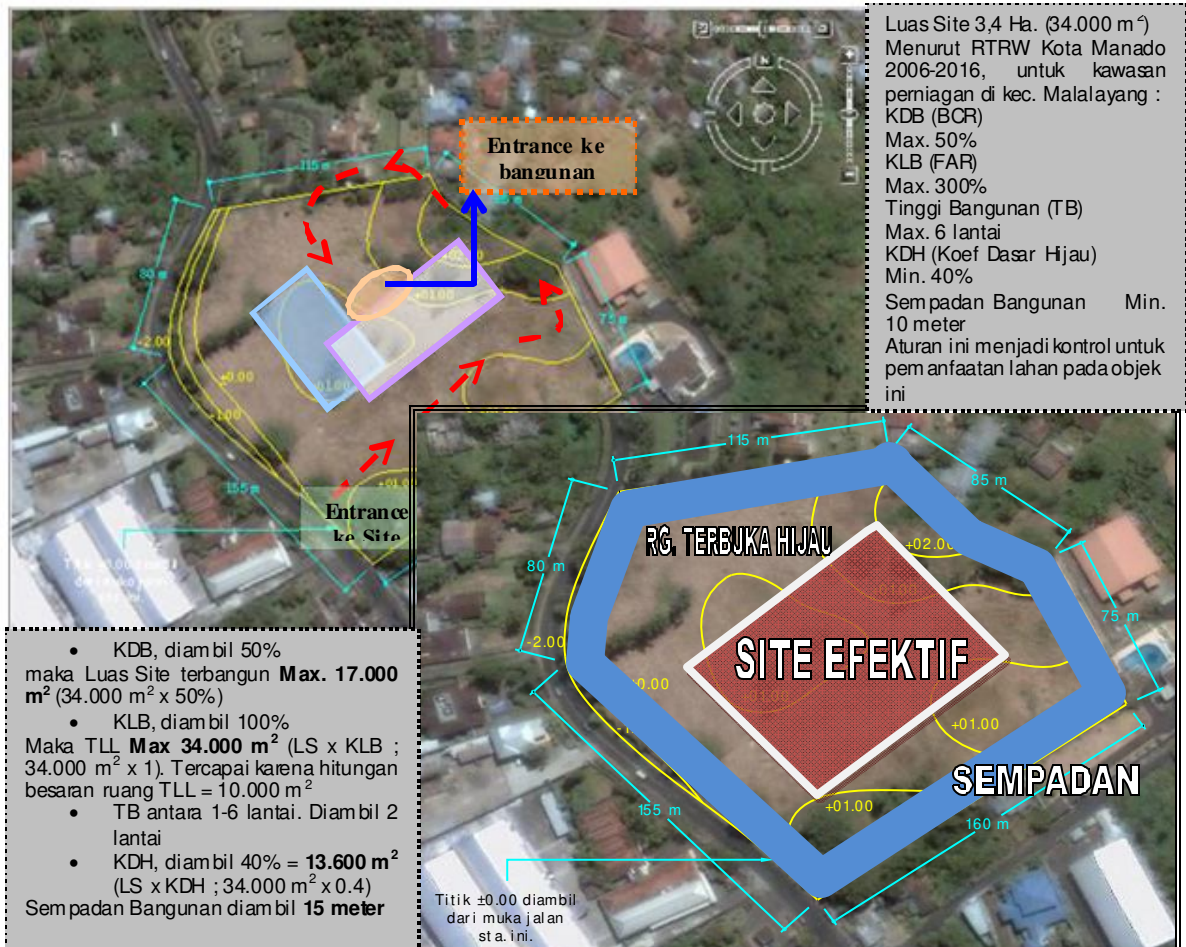 Luas Site 3,4 Ha. (34.000 m²)
Menurut RTRW Kota Manado
2006-2016, untuk kawasan
perniagan di kec. Malalayang :
KDB (BCR)
Max. 50%
KLB (FAR)
Max. 300%
Tinggi Bangunan (TB)
Max. 6 lantai
KDH (Koef Dasar Hijau)
Min. 40%
Sempadan Bangunan Min.
10 meter
Aturan ini menjadi kontrol untuk
pemanfaatan lahan pada objek
ini
N
Entrance ke
bangunan
115 m
80 m
75 m
155 m
+02.00
+01.00
01.00
-2.00
+0.00
-1.00
+01.00
Entrance
ke Site
115 m
85 m
80 m
75 m
155 m
160 m
RG. TERBUKA HIJAU
SITE EFEKTIF
SEMPADAN
+02.00
01.00
-2.00
+01.00
+01.00
Titik ±0.00 diambil
dari muka jalan
sta. ini.
• KDB, diambil 50%
maka Luas Site terbangun Max. 17.000
m² (34.000 m² x 50%)
• KLB, diambil 100%
Maka TLL Max 34.000 m² (LS x KLB ;
34.000 m² x 1). Tercapai karena hitungan
besaran ruang TLL = 10.000 m²
• TB antara 1-6 lantai. Diambil 2
lantai
• KDH, diambil 40% = 13.600 m²
(LS x KDH ; 34.000 m² x 0.4)
Sempadan Bangunan diambil 15 meter